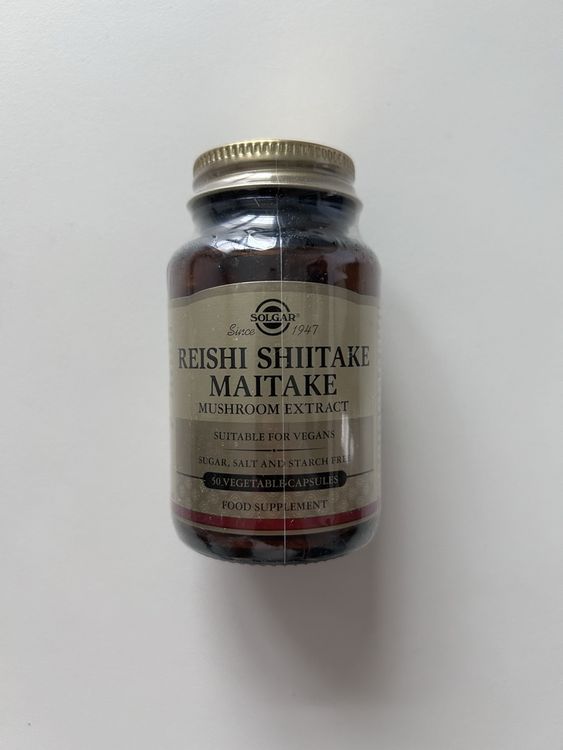 SOLGAR®
Since 1947
REISHI SHIITAKE
MAITAKE
MUSHROOM EXTRACT
SUITABLE FOR VEGANS
SUGAR, SALT AND STARCH FREE
50 VEGETABLE CAPSULES
FOOD SUPPLEMENT